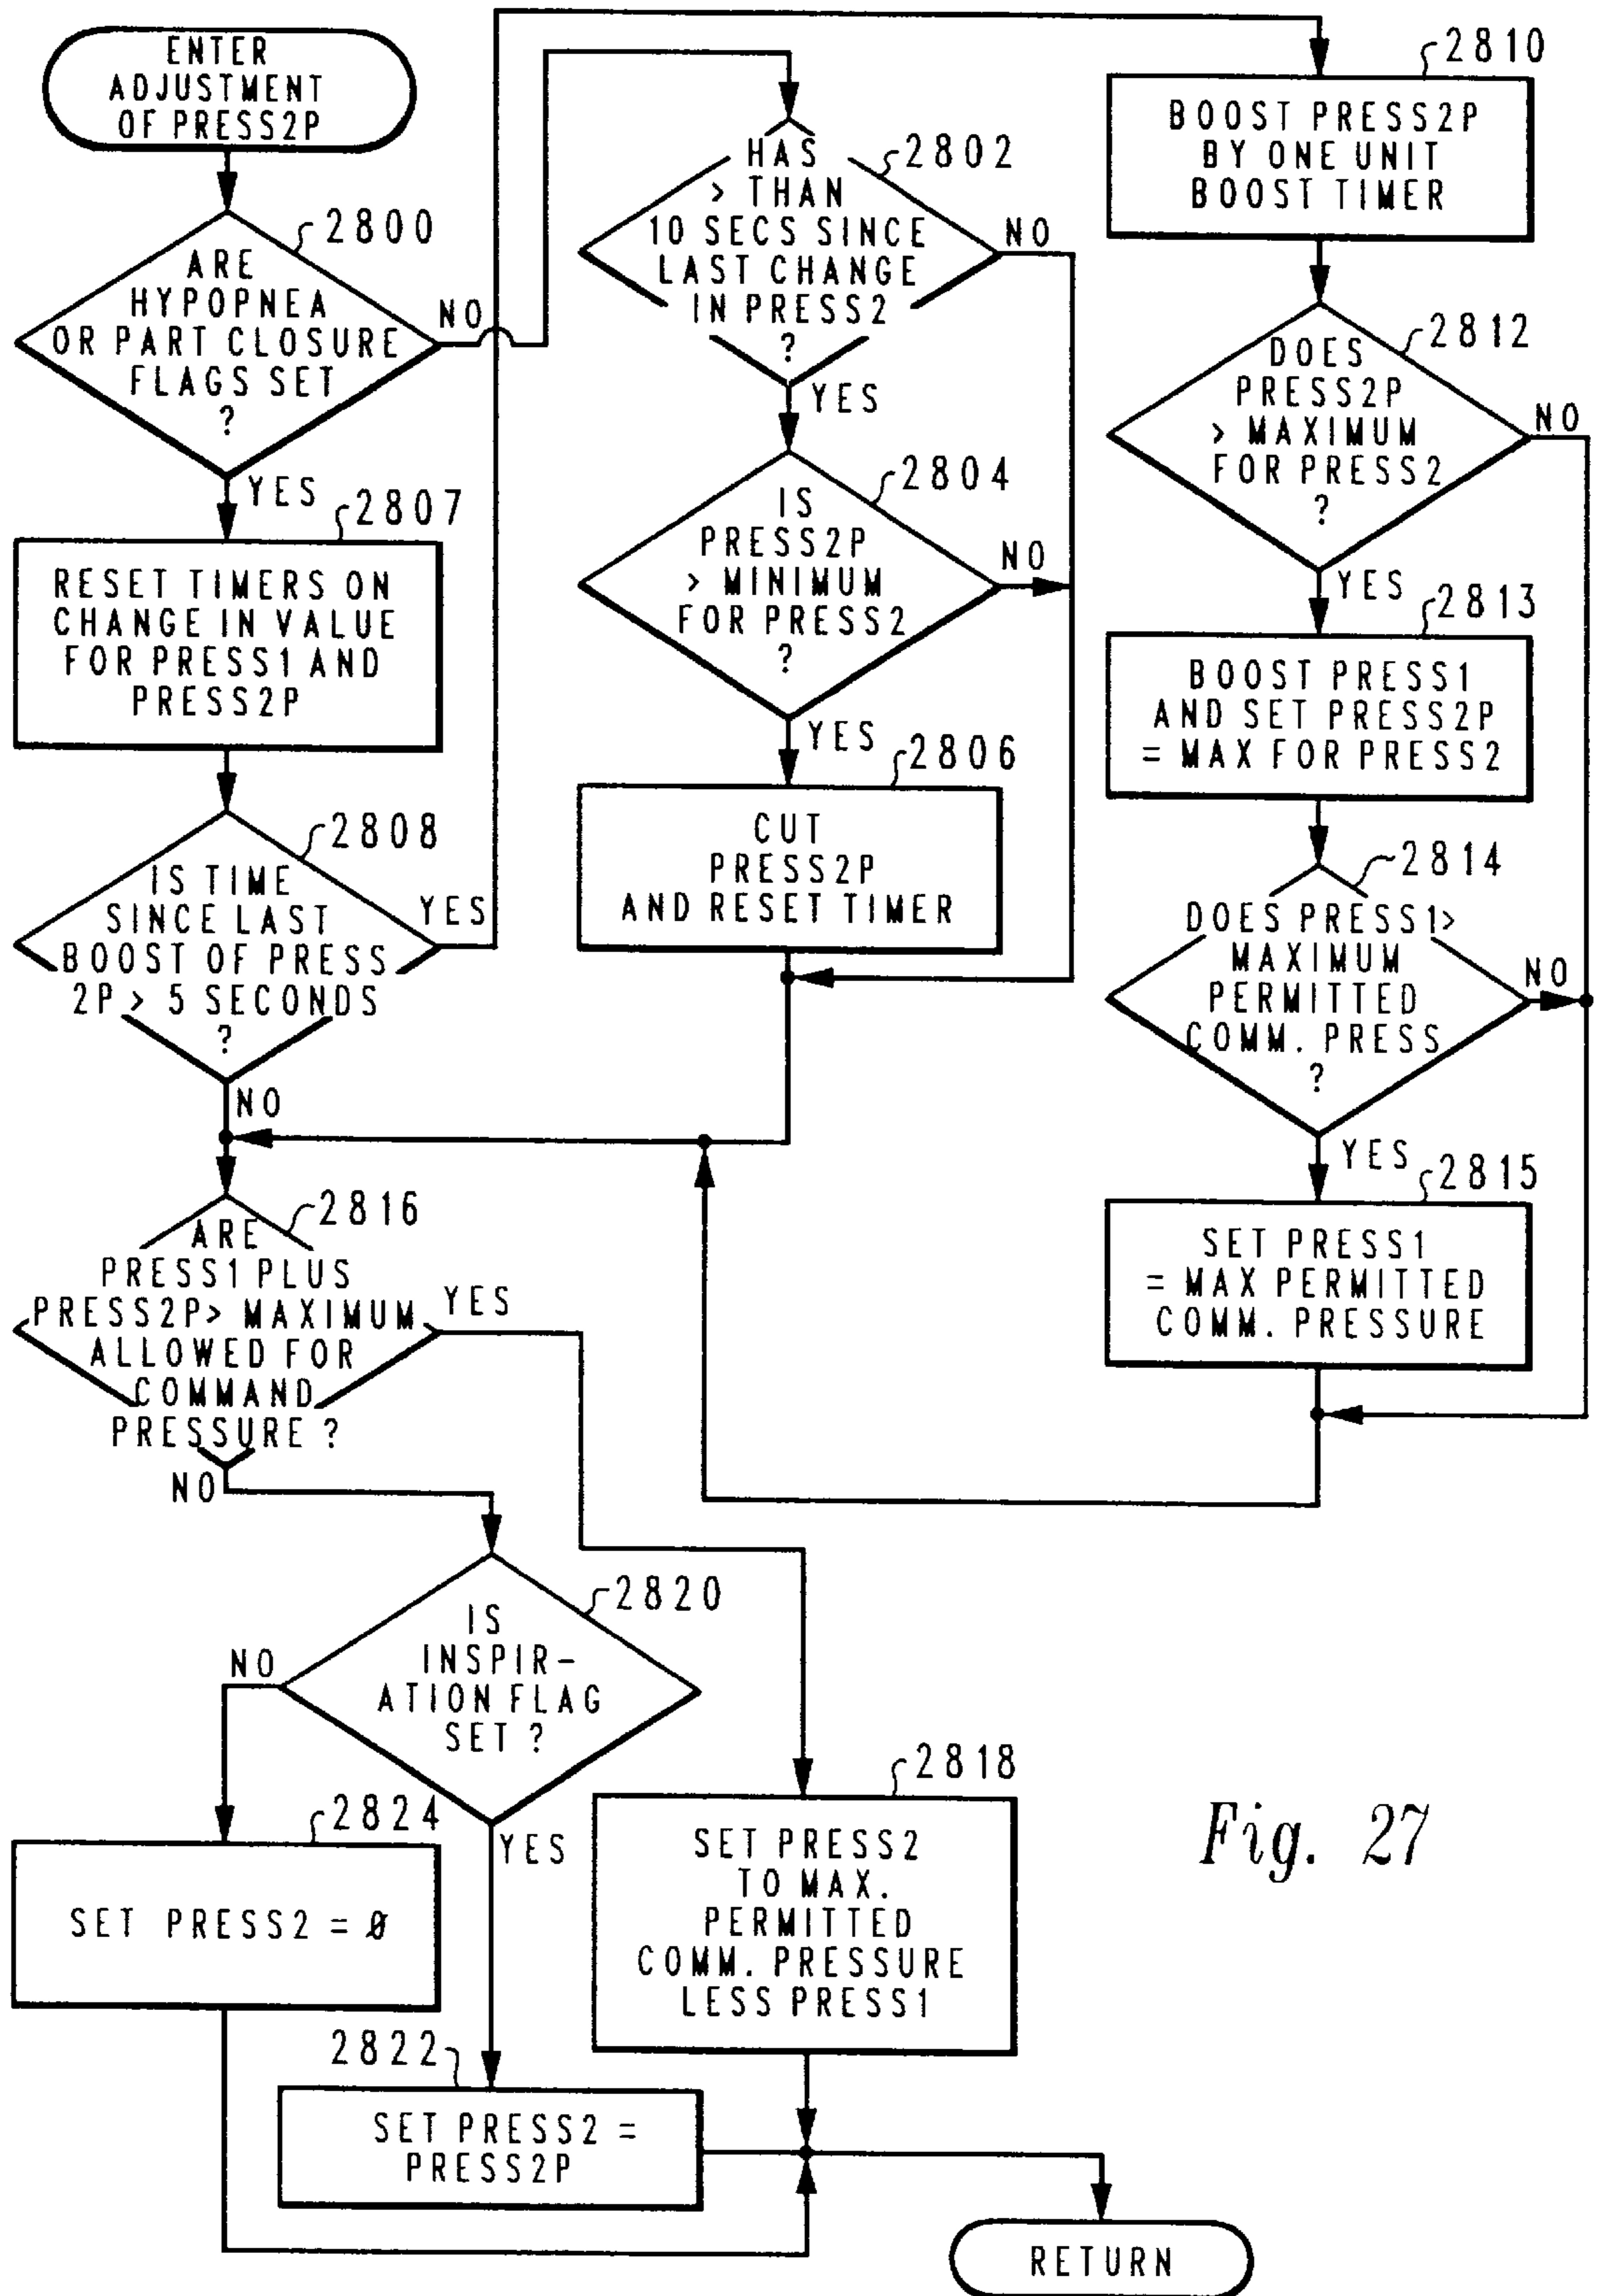 ENTER
ADJUSTMENT
OF PRESS2P
2800
ARE
HYPOPNEA
OR PART CLOSURE
FLAGS SET
?
NO
YES
2807
RESET TIMERS ON
CHANGE IN VALUE
FOR PRESS1 AND
PRESS2P
2808
IS TIME
SINCE LAST
BOOST OF PRESS
2P > 5 SECONDS
?
YES
NO
2802
HAS
> THAN
10 SECS SINCE
LAST CHANGE
IN PRESS2
?
NO
YES
2804
IS
PRESS2P
> MINIMUM
FOR PRESS2
?
NO
YES
2806
CUT
PRESS2P
AND RESET TIMER
2810
BOOST PRESS2P
BY ONE UNIT
BOOST TIMER
2812
DOES
PRESS2P
> MAXIMUM
FOR PRESS2
?
NO
YES
2813
BOOST PRESS1
AND SET PRESS2P
= MAX FOR PRESS2
2814
DOES PRESS1>
MAXIMUM
PERMITTED
COMM. PRESS
?
NO
YES
2815
SET PRESS1
= MAX PERMITTED
COMM. PRESSURE
2816
ARE
PRESS1 PLUS
PRESS2P> MAXIMUM
ALLOWED FOR
COMMAND
PRESSURE ?
YES
NO
2820
IS
INSPIR-
ATION FLAG
SET ?
NO
YES
2824
SET PRESS2 = Ø
2822
SET PRESS2 =
PRESS2P
2818
SET PRESS2
TO MAX.
PERMITTED
COMM. PRESSURE
LESS PRESS1
RETURN
Fig. 27